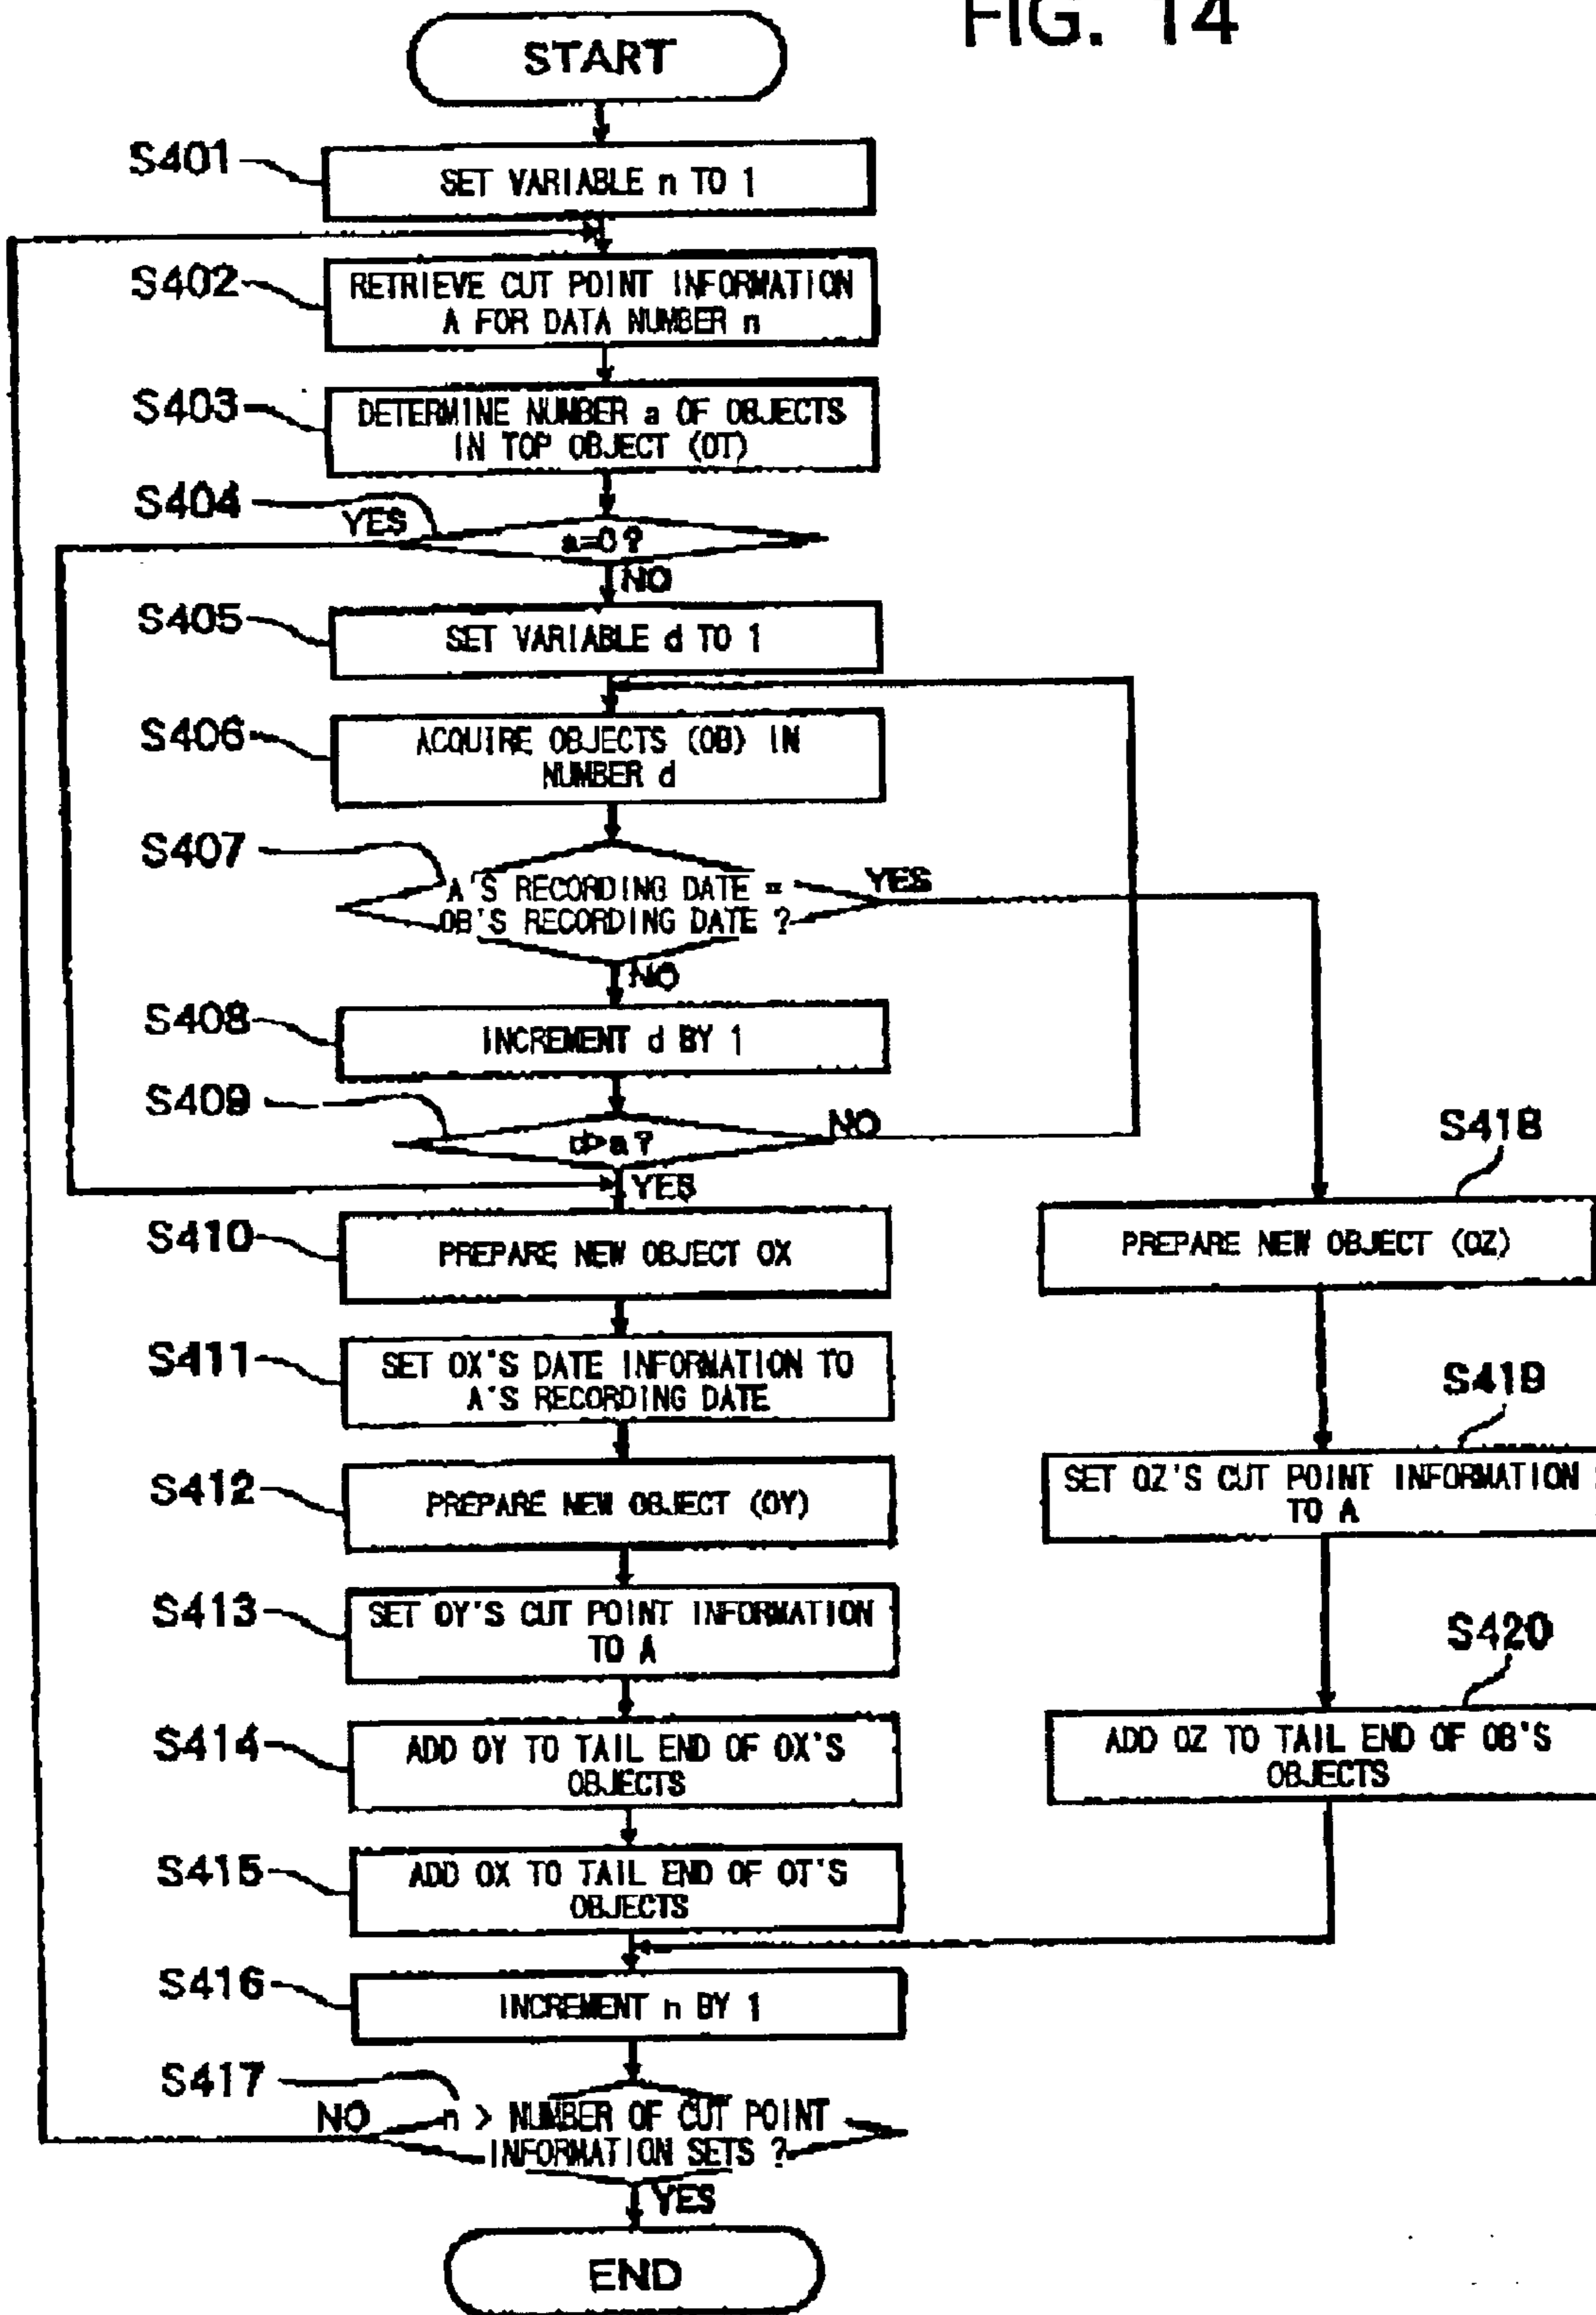 FIG. 14
START
S401
SET VARIABLE n TO 1
S402
RETRIEVE CUT POINT INFORMATION
A FOR DATA NUMBER n
S403
DETERMINE NUMBER a OF OBJECTS
IN TOP OBJECT (OT)
S404
YES
a=0?
NO
S405
SET VARIABLE d TO 1
S406
ACQUIRE OBJECTS (OB) IN
NUMBER d
S407
A'S RECORDING DATE =
OB'S RECORDING DATE ?
YES
NO
S408
INCREMENT d BY 1
S409
d>a?
NO
YES
S410
PREPARE NEW OBJECT OX
S411
SET OX'S DATE INFORMATION TO
A'S RECORDING DATE
S412
PREPARE NEW OBJECT (OY)
S413
SET OY'S CUT POINT INFORMATION
TO A
S414
ADD OY TO TAIL END OF OX'S
OBJECTS
S415
ADD OX TO TAIL END OF OT'S
OBJECTS
S416
INCREMENT n BY 1
S417
NO
n > NUMBER OF CUT POINT
INFORMATION SETS ?
YES
END
S418
PREPARE NEW OBJECT (OZ)
S419
SET OZ'S CUT POINT INFORMATION
TO A
S420
ADD OZ TO TAIL END OF OB'S
OBJECTS